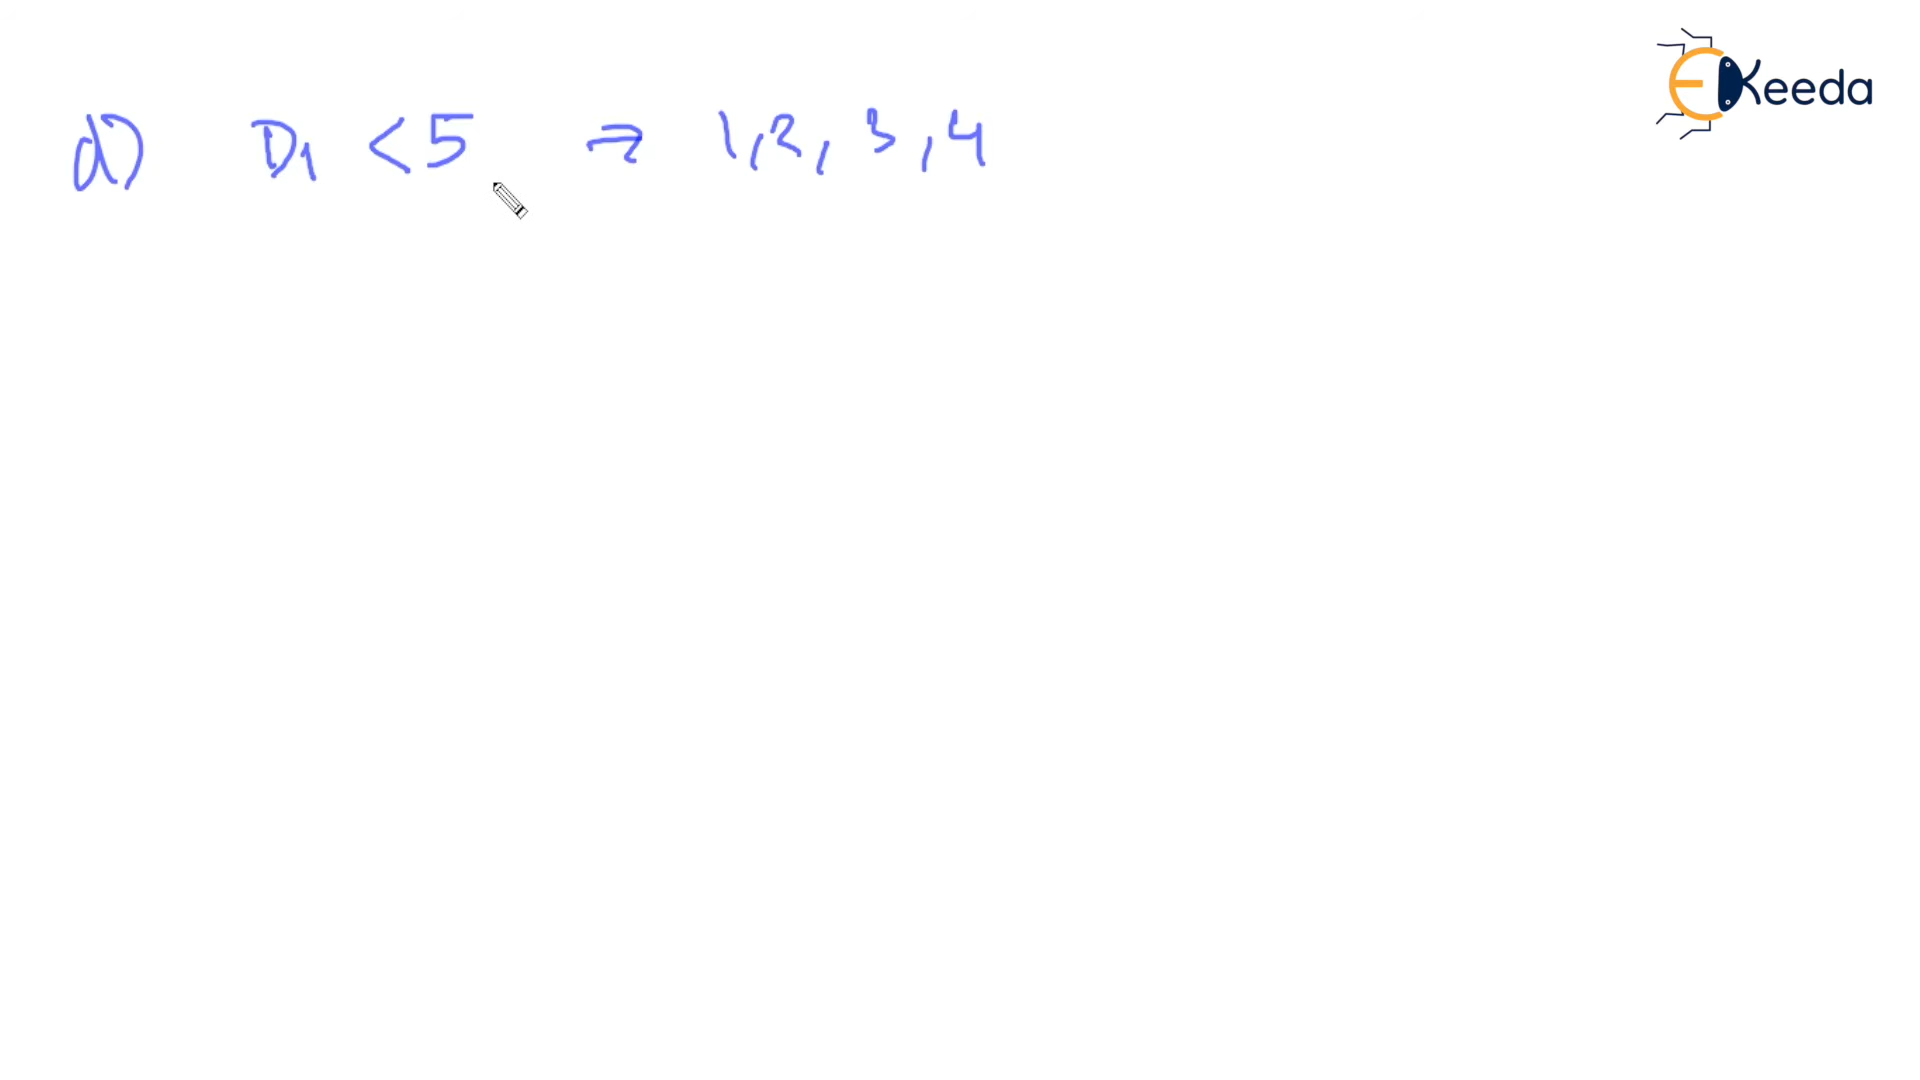 d) D₁ < 5 ⇒ 1, 2, 3, 4
EKeeda